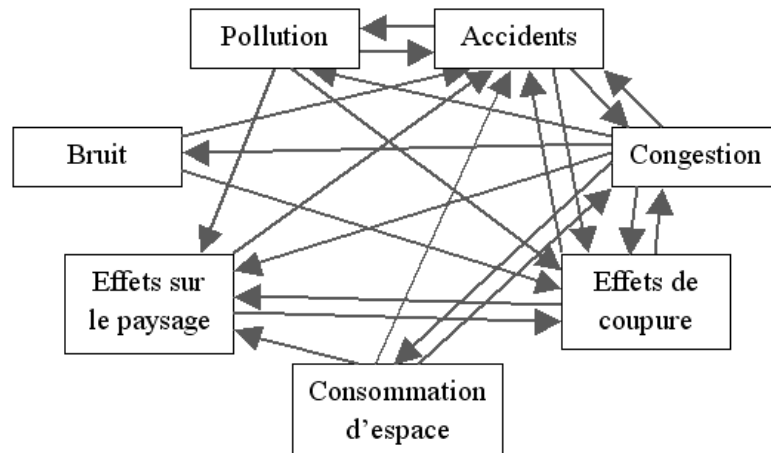 Pollution
Accidents
Bruit
Congestion
Effets sur
le paysage
Effets de
coupure
Consommation
d’espace